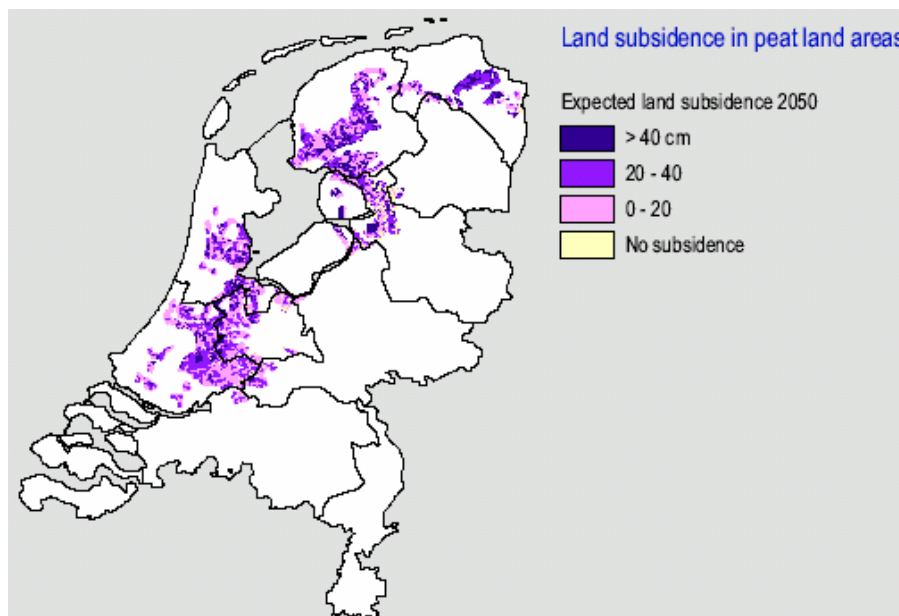 Land subsidence in peat land areas
Expected land subsidence 2050
> 40 cm
20 - 40
0 - 20
No subsidence